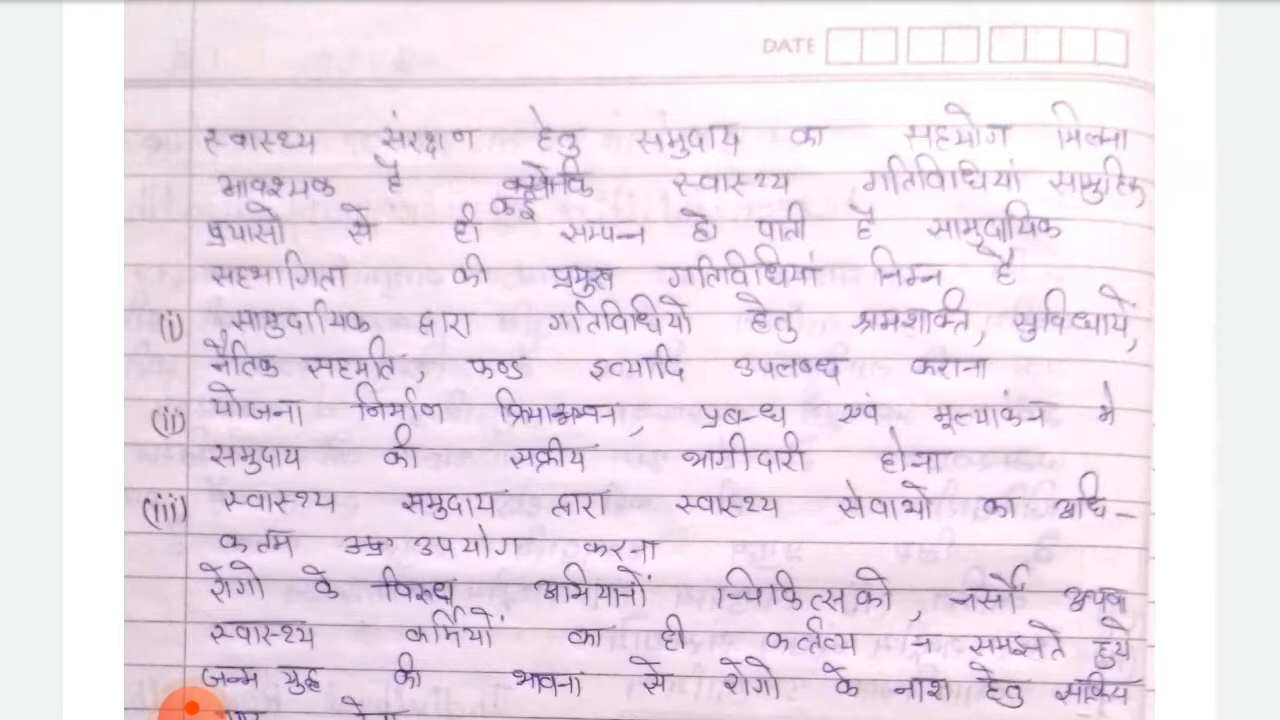 DATE
स्वास्थ्य संरक्षण हेतु समुदाय का सहयोग मिलना
आवश्यक है क्योकि स्वास्थ्य गतिविधियां सामुहिक
कई
प्रयासो से ही सम्पन्न हो पाती है सामुदायिक
सहभागिता की प्रमुख गतिविधियां निम्न है
(i) सामुदायिक द्वारा गतिविधियों हेतु श्रमशक्ति, सुविधायें,
नैतिक सहमति, फण्ड इत्यादि उपलब्ध कराना
(ii) योजना निर्माण क्रियान्वयन, प्रबन्ध एवं मूल्याकंन मे
समुदाय की सक्रीय भागीदारी होना
(iii) स्वास्थ्य समुदाय द्वारा स्वास्थ्य सेवाओ का अधि-
कतम उपयोग करना
रोगो के विरुध अभियानों चिकित्सको, नर्सों अथवा
स्वास्थ्य कर्मियों का ही कर्तव्य न समझते हुये
जन्म युद्ध की भावना से रोगो के नाश हेतु सक्रिय